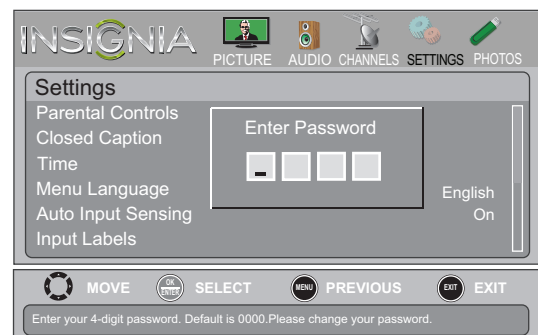 INSIGNIA
PICTURE AUDIO CHANNELS SETTINGS PHOTOS
Settings
Parental Controls
Closed Caption
Time
Menu Language English
Auto Input Sensing On
Input Labels
Enter Password
MOVE OK ENTER SELECT MENU PREVIOUS EXIT EXIT
Enter your 4-digit password. Default is 0000.Please change your password.